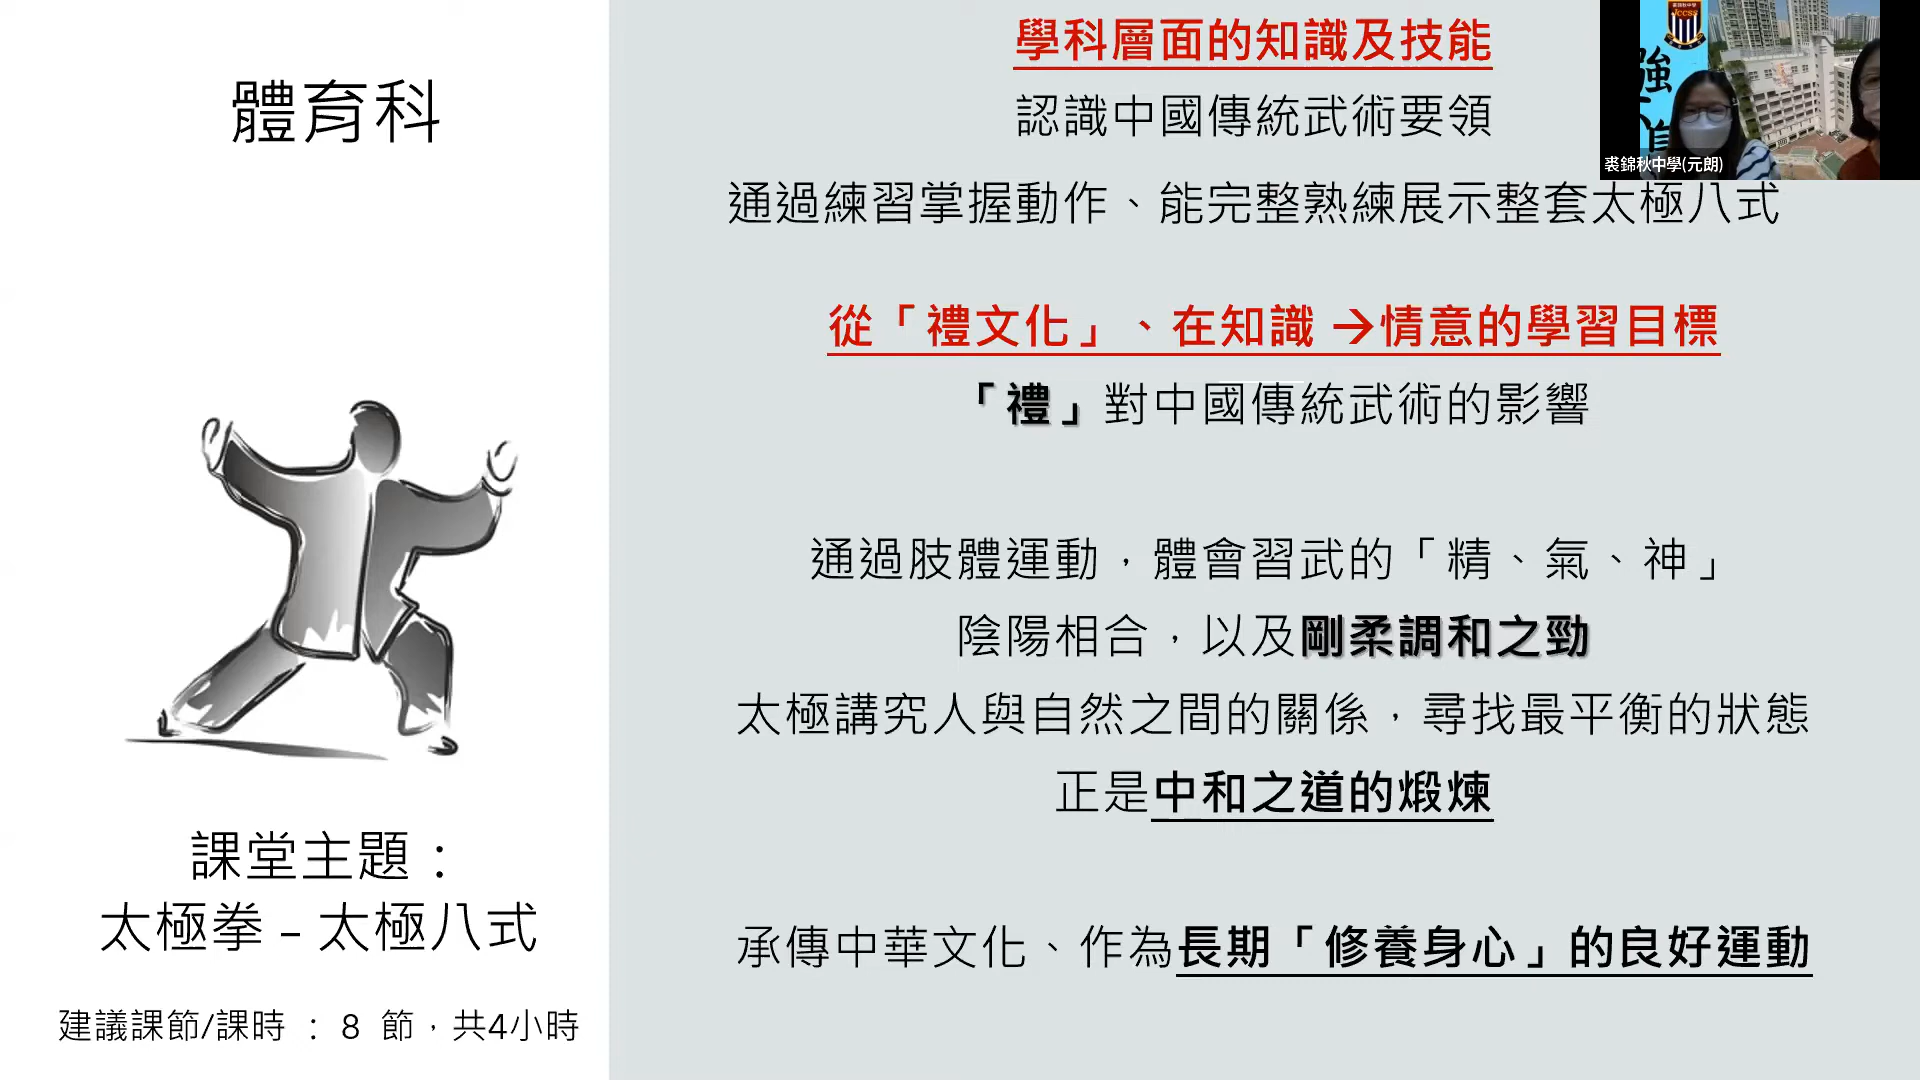 體育科
課堂主題：
太極拳 – 太極八式
建議課節/課時 ： 8 節，共4小時
學科層面的知識及技能
認識中國傳統武術要領
通過練習掌握動作、能完整熟練展示整套太極八式
從「禮文化」、在知識 →情意的學習目標
「禮」對中國傳統武術的影響
通過肢體運動，體會習武的「精、氣、神」
陰陽相合，以及剛柔調和之勁
太極講究人與自然之間的關係，尋找最平衡的狀態
正是中和之道的煅煉
承傳中華文化、作為長期「修養身心」的良好運動
JCCSS
強
裘錦秋中學(元朗)